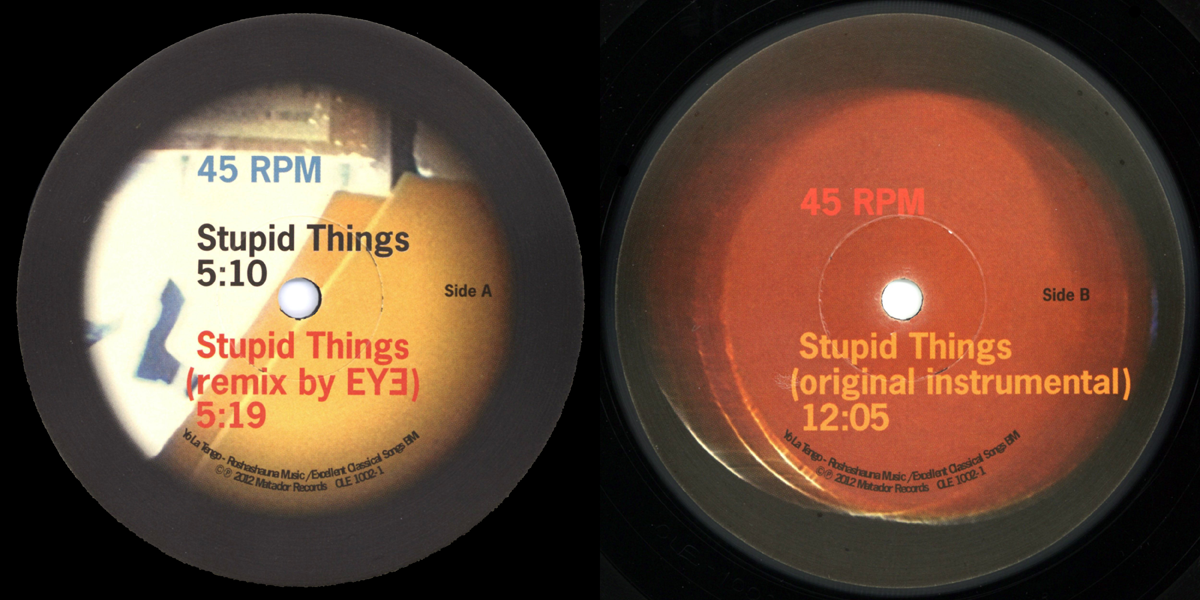 45 RPM
Stupid Things
5:10
Side A
Stupid Things
(remix by EYƎ)
5:19
Yo La Tengo - Roshashauna Music / Excellent Classical Songs BMI
©℗ 2012 Matador Records OLE 1002-1
45 RPM
Side B
Stupid Things
(original instrumental)
12:05
Yo La Tengo - Roshashauna Music / Excellent Classical Songs BMI
©℗ 2012 Matador Records OLE 1002-1